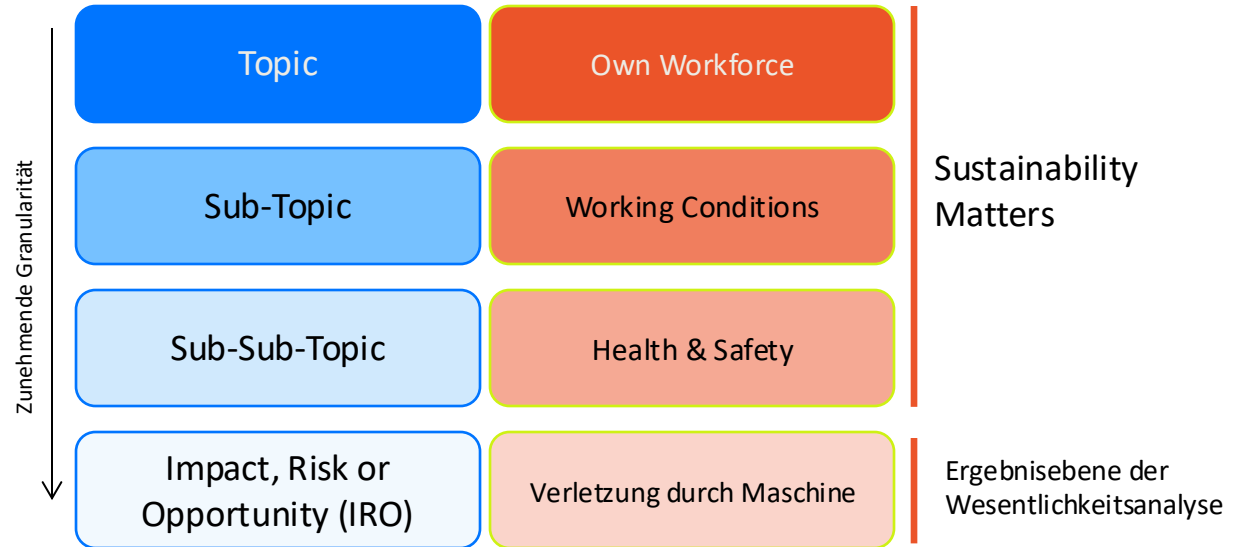 Zunehmende Granularität
Topic
Own Workforce
Sub-Topic
Working Conditions
Sub-Sub-Topic
Health & Safety
Impact, Risk or
Opportunity (IRO)
Verletzung durch Maschine
Sustainability
Matters
Ergebnisebene der
Wesentlichkeitsanalyse